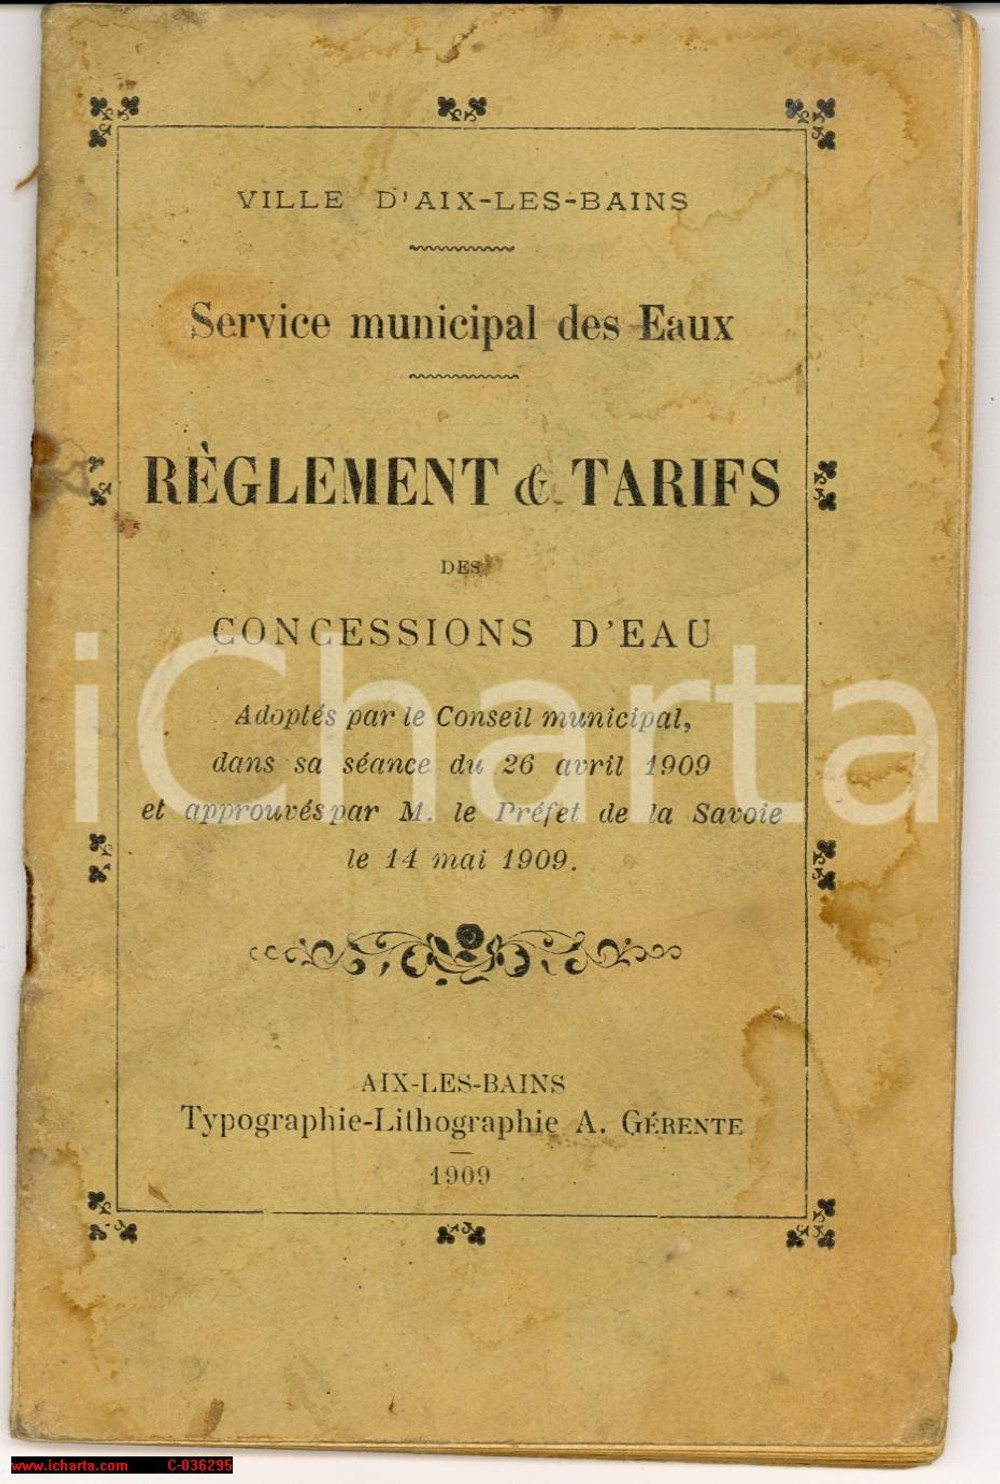 VILLE D'AIX-LES-BAINS
Service municipal des Eaux
RÈGLEMENT & TARIFS
DES
CONCESSIONS D'EAU
Adoptés par le Conseil municipal,
dans sa séance du 26 avril 1909
et approuvés par M. le Préfet de la Savoie
le 14 mai 1909.
AIX-LES-BAINS
Typographie-Lithographie A. GÉRENTE
1909
iCharta
www.icharta.com C-036295